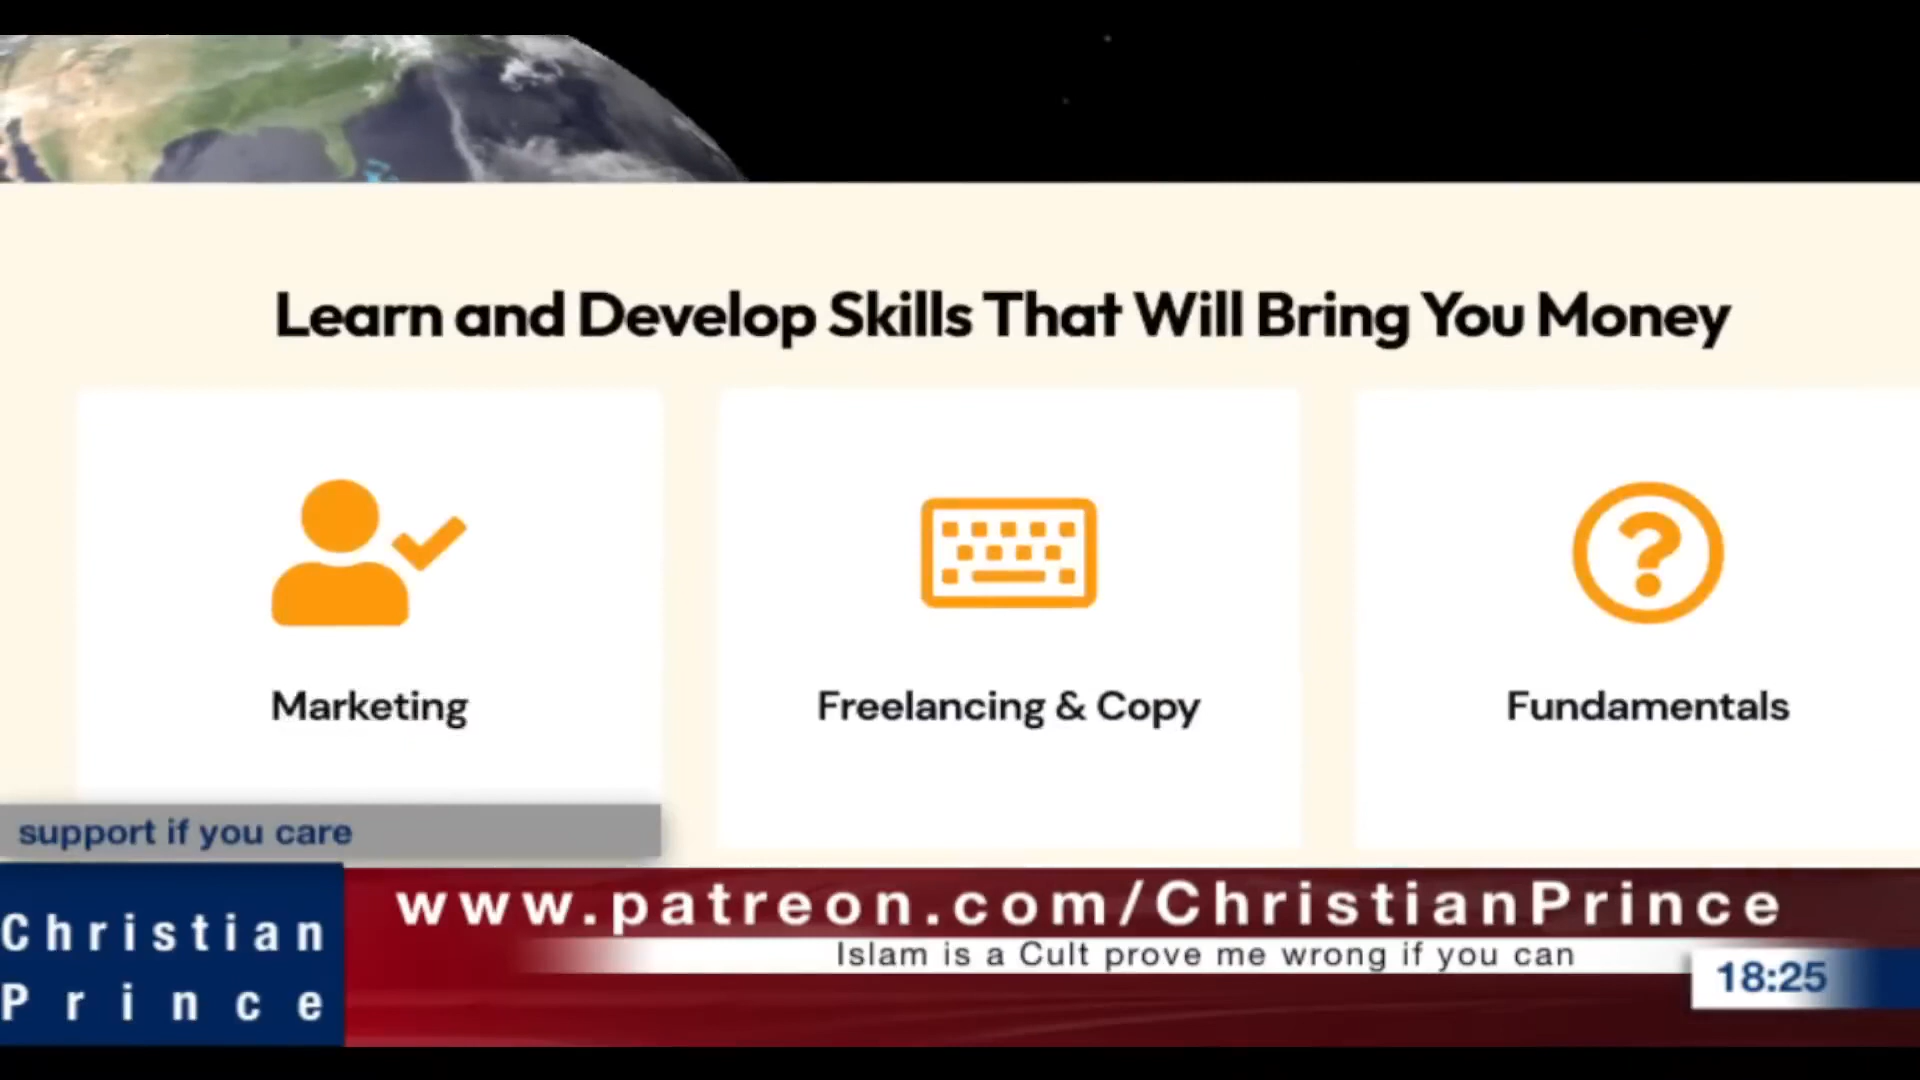 Learn and Develop Skills That Will Bring You Money
Marketing
Freelancing & Copy
Fundamentals
support if you care
Christian
Prince
www.patreon.com/ChristianPrince
Islam is a Cult prove me wrong if you can
18:25